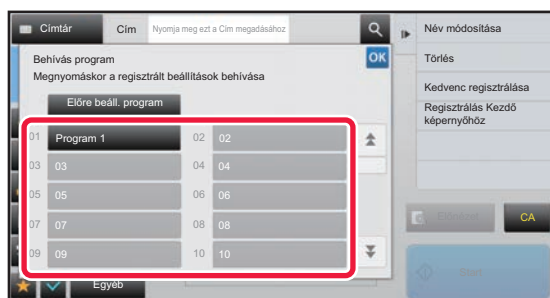 Címtár
Cím
Nyomja meg ezt a Cím megadásához
Név módosítása
Behívás program
OK
Törlés
Megnyomáskor a regisztrált beállítások behívása
Kedvenc regisztrálása
Előre beáll. program
Regisztrálás Kezdő
képernyőhöz
01 Program 1
02 02
03 03
04 04
05 05
06 06
07 07
08 08
CA
09 09
10 10
Start
Egyéb